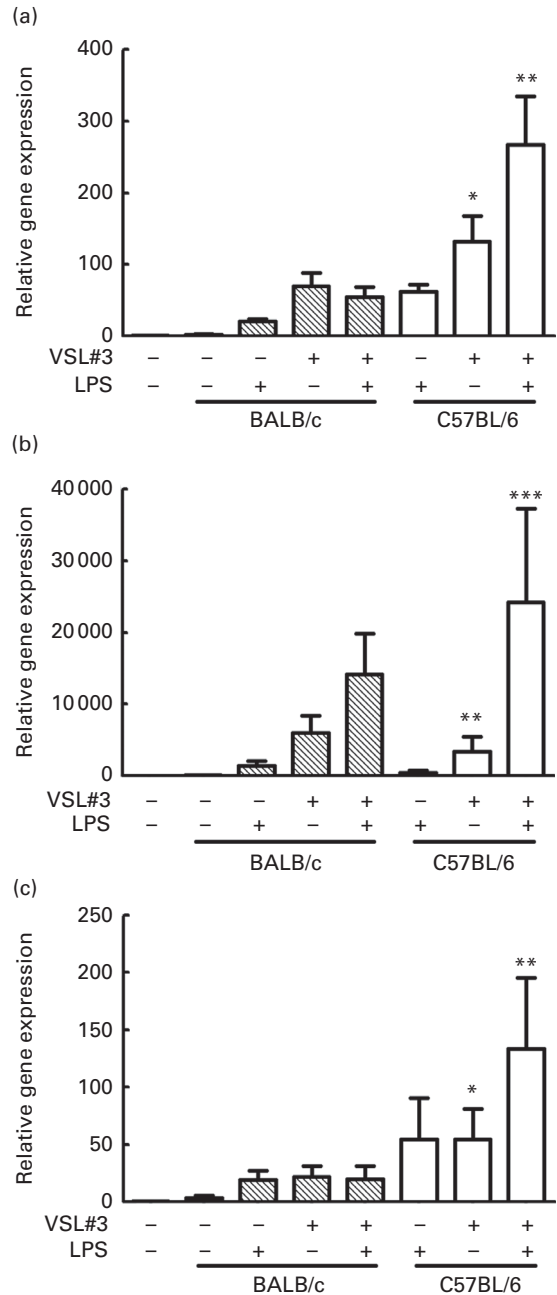 (a)
400
**
300
Relative gene expression
200
*
100
0
VSL#3 – – – + + – + +
LPS – – + – + + – +
BALB/c C57BL/6
(b)
40 000
***
30 000
Relative gene expression
20 000
10 000
**
0
VSL#3 – – – + + – + +
LPS – – + – + + – +
BALB/c C57BL/6
(c)
250
**
200
Relative gene expression
150
100
*
50
0
VSL#3 – – – + + – + +
LPS – – + – + + – +
BALB/c C57BL/6